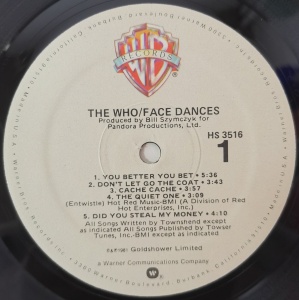 WB
RECORDS
THE WHO/FACE DANCES
Produced by Bill Szymczyk for
Pandora Productions, Ltd.
HS 3516
1
1. YOU BETTER YOU BET • 5:36
2. DON'T LET GO THE COAT • 3:43
3. CACHE CACHE • 3:57
4. THE QUIET ONE • 3:09
(Entwistle) Hot Red Music-BMI (A Division of Red
Hot Enterprises, Inc.)
5. DID YOU STEAL MY MONEY • 4:10
All Songs Written by Townshend except
as indicated All Songs Published by Towser
Tunes, Inc.-BMI except as indicated
℗&©1981 Goldshower Limited
a Warner Communications Company